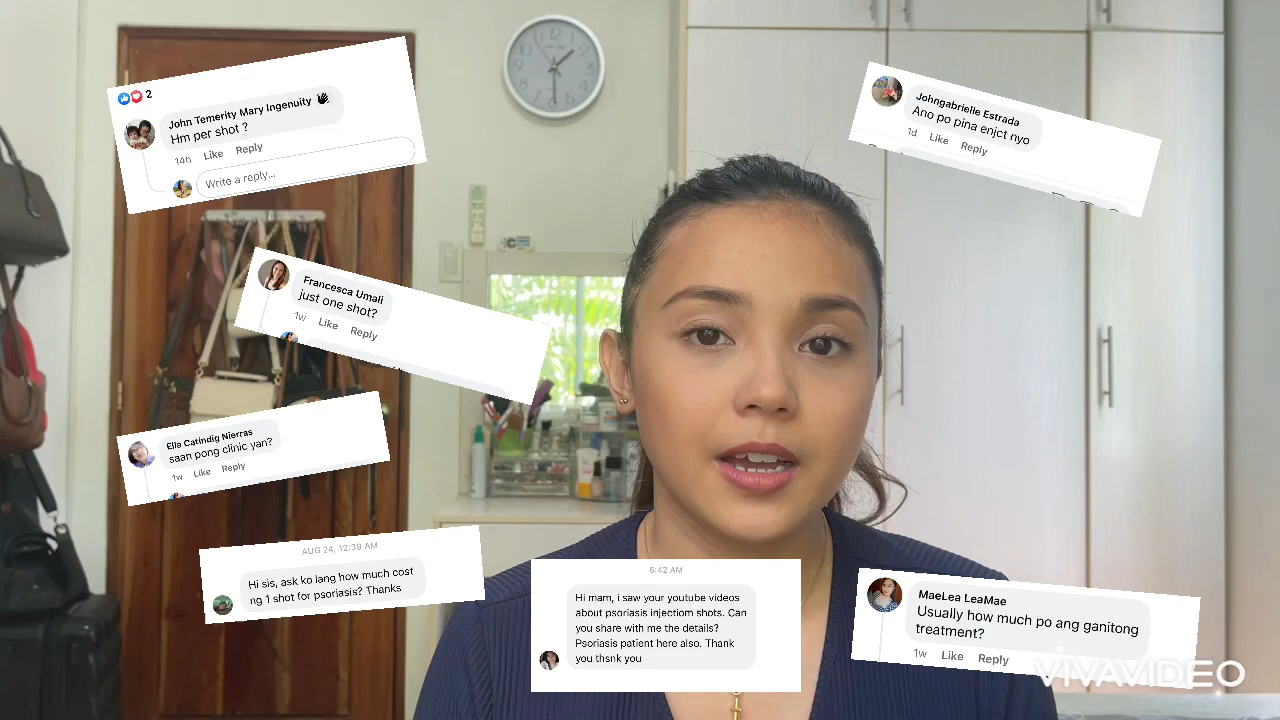 2
John Temerity Mary Ingenuity
Hm per shot ?
14h Like Reply
Write a reply...
Johngabrielle Estrada
Ano po pina enjct nyo
1d Like Reply
Francesca Umali
just one shot?
1w Like Reply
Elle Catindig Nierras
saan pong clinic yan?
1w Like Reply
AUG 24, 12:39 AM
Hi sis, ask ko lang how much cost
ng 1 shot for psoriasis? Thanks
6:42 AM
Hi mam, i saw your youtube videos
about psoriasis injectiom shots. Can
you share with me the details?
Psoriasis patient here also. Thank
you thsnk you
MaeLea LeaMae
Usually how much po ang ganitong
treatment?
1w Like Reply
VIVAVIDEO